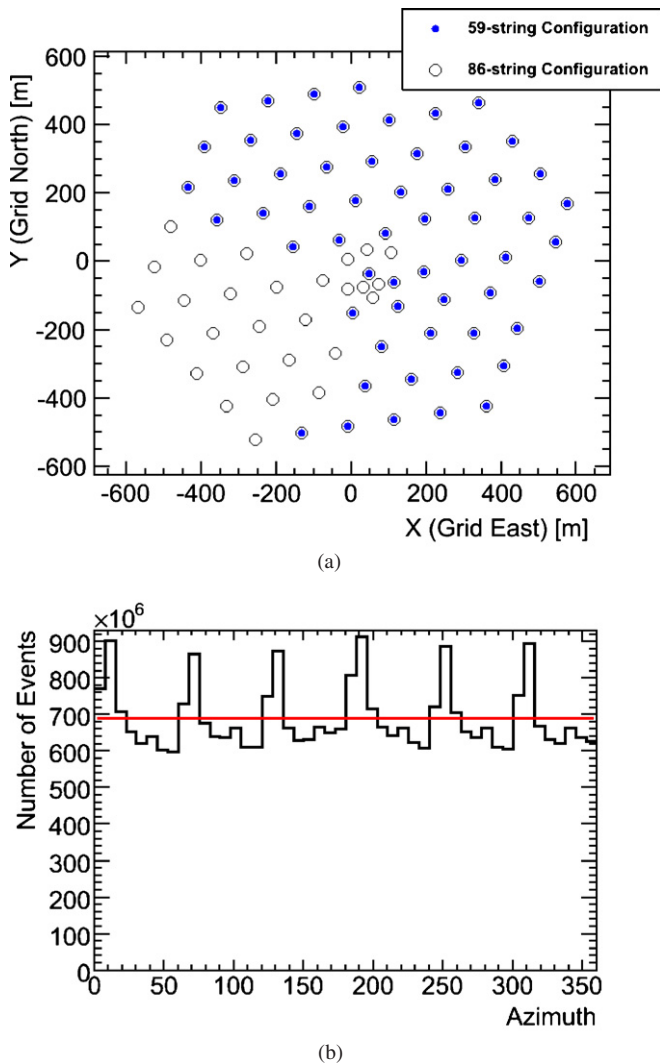 59-string Configuration
86-string Configuration
Y (Grid North) [m]
600
400
200
0
-200
-400
-600
-600 -400 -200 0 200 400 600
X (Grid East) [m]
(a)
×10⁶
Number of Events
900
800
700
600
500
400
300
200
100
0
0 50 100 150 200 250 300 350
Azimuth
(b)